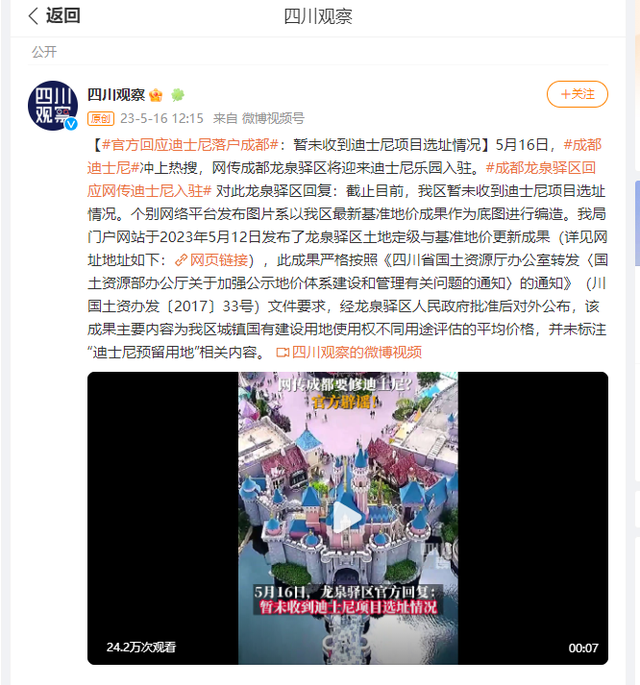 返回
四川观察
公开
四川观察
四川观察
+关注
原创 23-5-16 12:15 来自 微博视频号
【#官方回应迪士尼落户成都#：暂未收到迪士尼项目选址情况】5月16日，#成都
迪士尼#冲上热搜，网传成都龙泉驿区将迎来迪士尼乐园入驻。#成都龙泉驿区回
应网传迪士尼入驻# 对此龙泉驿区回复：截止目前，我区暂未收到迪士尼项目选址
情况。个别网络平台发布图片系以我区最新基准地价成果作为底图进行编造。我局
门户网站于2023年5月12日发布了龙泉驿区土地定级与基准地价更新成果（详见网
址地址如下：网页链接），此成果严格按照《四川省国土资源厅办公室转发〈国
土资源部办公厅关于加强公示地价体系建设和管理有关问题的通知〉的通知》（川
国土资办发〔2017〕33号）文件要求，经龙泉驿区人民政府批准后对外公布，该
成果主要内容为我区城镇国有建设用地使用权不同用途评估的平均价格，并未标注
“迪士尼预留用地”相关内容。 四川观察的微博视频
网传成都要修迪士尼？
官方辟谣！
5月16日，龙泉驿区官方回复：
暂未收到迪士尼项目选址情况
24.2万次观看
00:07